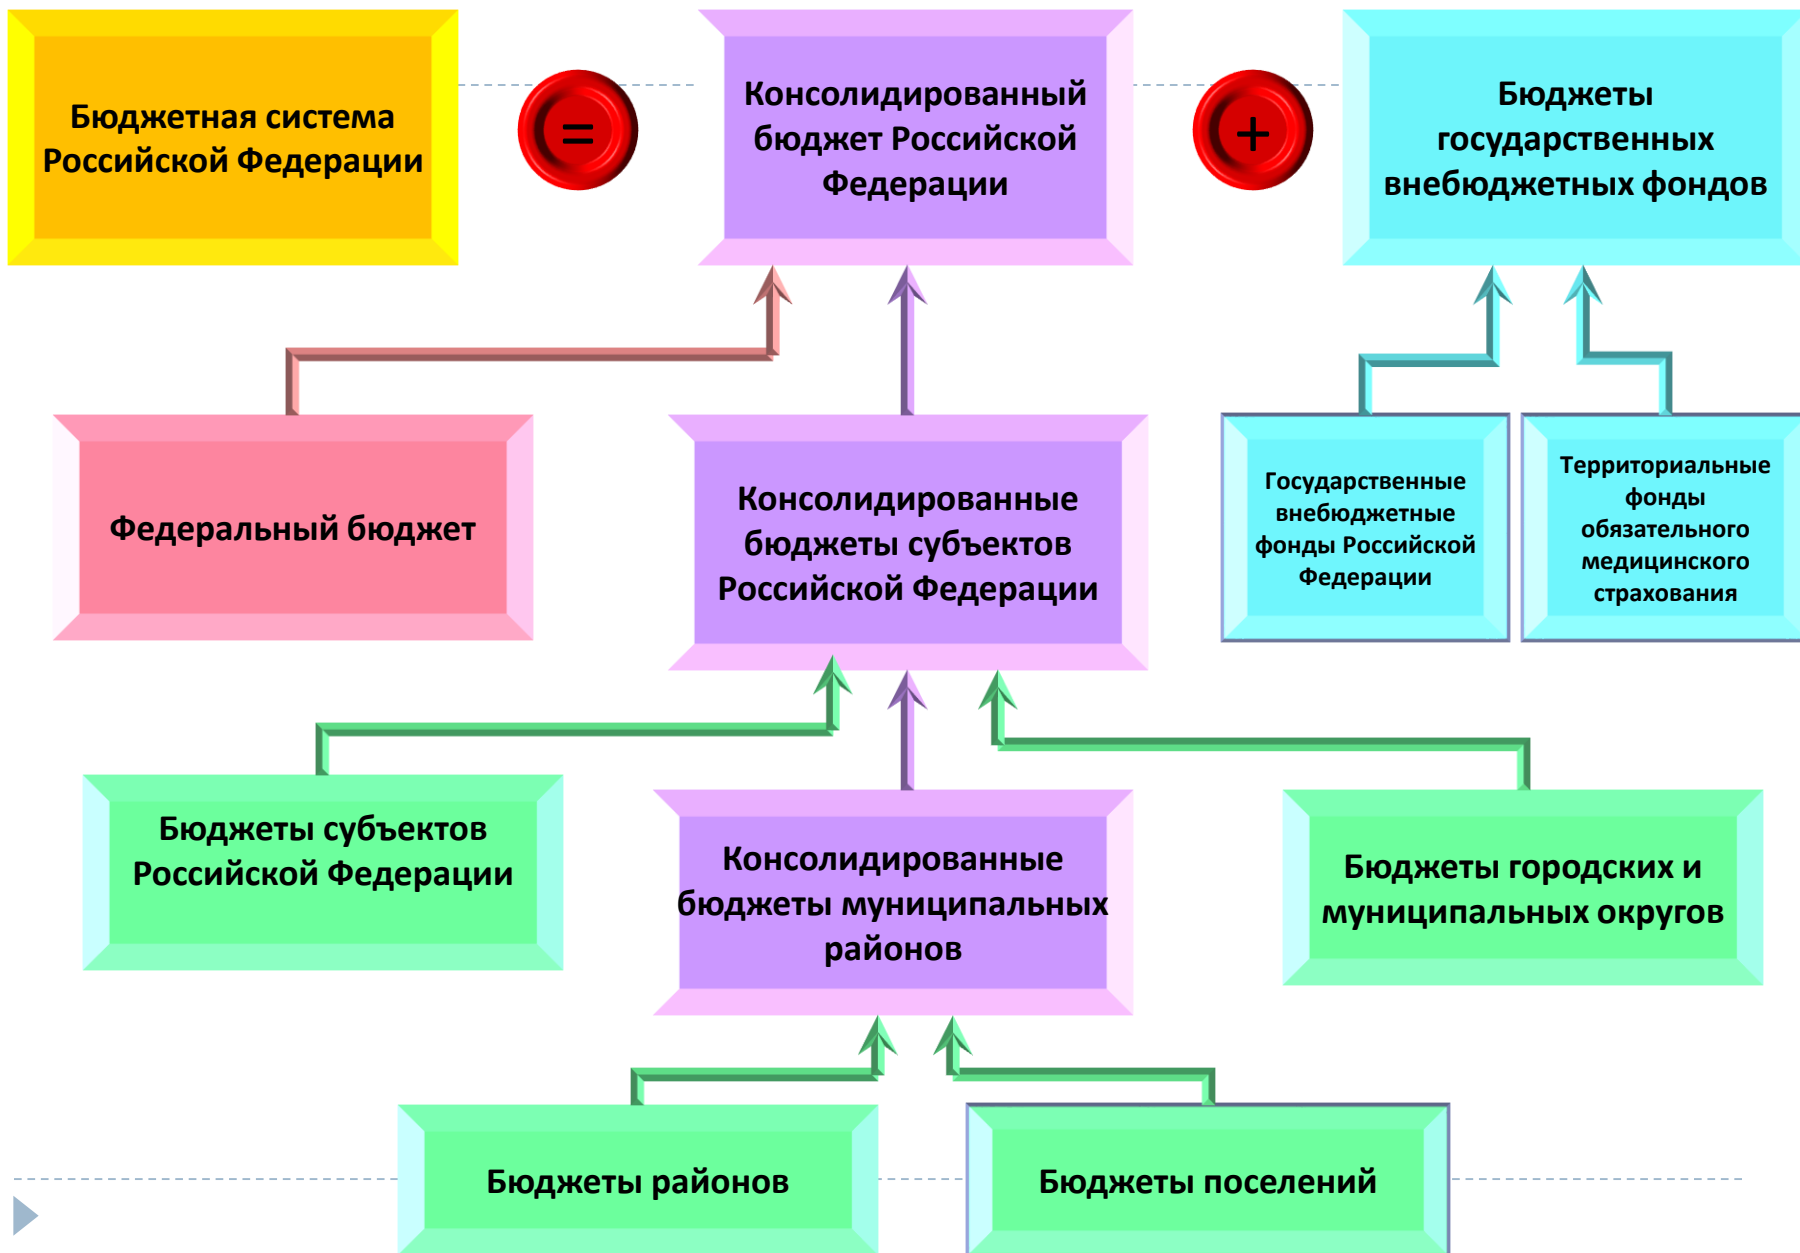 Бюджетная система
Российской Федерации
=
Консолидированный
бюджет Российской
Федерации
+
Бюджеты
государственных
внебюджетных фондов
Федеральный бюджет
Консолидированные
бюджеты субъектов
Российской Федерации
Государственные
внебюджетные
фонды Российской
Федерации
Территориальные
фонды
обязательного
медицинского
страхования
Бюджеты субъектов
Российской Федерации
Консолидированные
бюджеты муниципальных
районов
Бюджеты городских и
муниципальных округов
Бюджеты районов
Бюджеты поселений